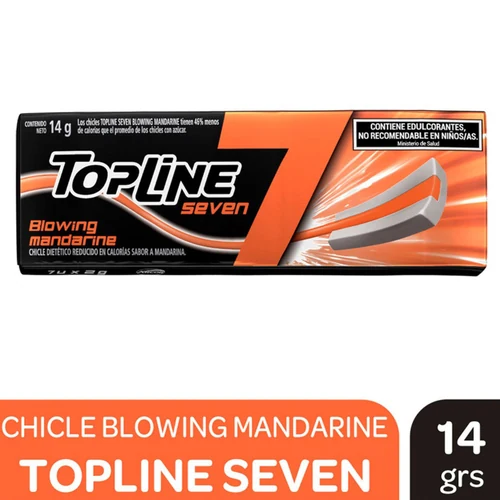 CONTENIDO
NETO 14 g
Los chicles TOPLINE SEVEN BLOWING MANDARINE tienen 46% menos
de calorías que el promedio de los chicles con azúcar.
CONTIENE EDULCORANTES,
NO RECOMENDABLE EN NIÑOS/AS.
Ministerio de Salud
TOPLINE
seven
7
Blowing
mandarine
CHICLE DIETÉTICO REDUCIDO EN CALORÍAS SABOR A MANDARINA.
7U X 2g
CHICLE BLOWING MANDARINE
TOPLINE SEVEN
14
grs